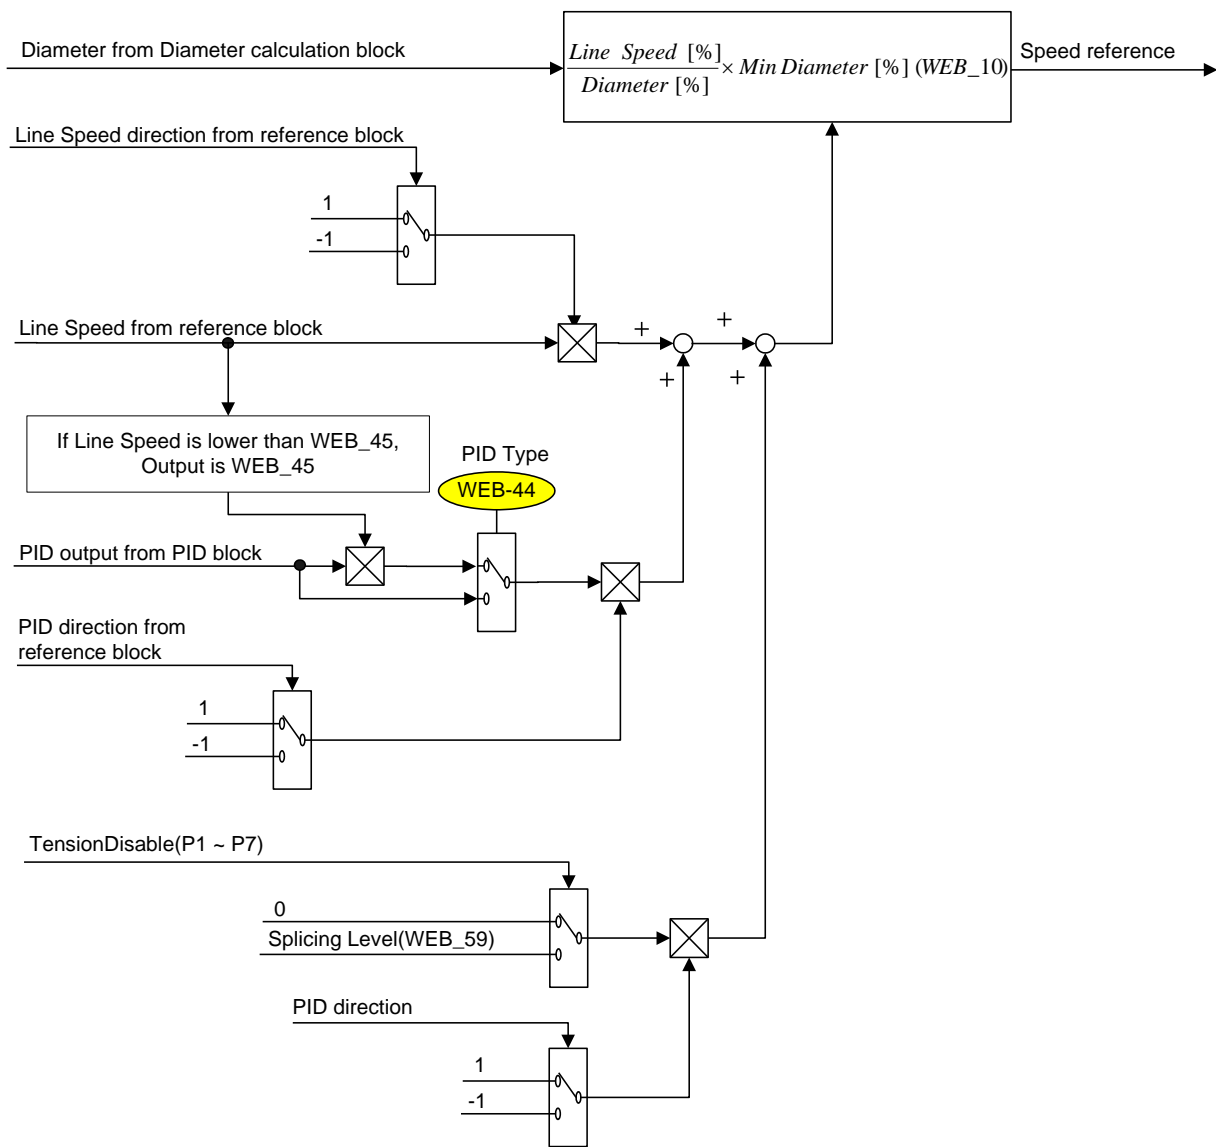 Diameter from Diameter calculation block
Line Speed [%]
Diameter [%]
× Min Diameter [%] (WEB_10)
Speed reference
Line Speed direction from reference block
1
-1
Line Speed from reference block
+
+
+
+
If Line Speed is lower than WEB_45,
Output is WEB_45
PID Type
WEB-44
PID output from PID block
PID direction from
reference block
1
-1
TensionDisable(P1 ~ P7)
0
Splicing Level(WEB_59)
PID direction
1
-1